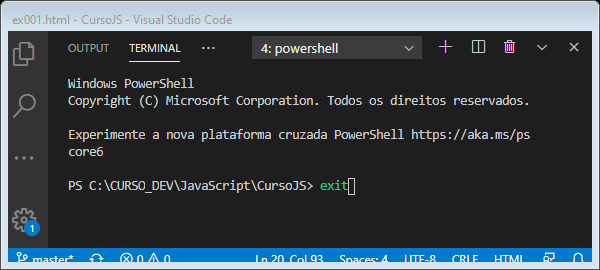 ex001.html - CursoJS - Visual Studio Code
OUTPUT TERMINAL ··· 4: powershell
Windows PowerShell
Copyright (C) Microsoft Corporation. Todos os direitos reservados.
Experimente a nova plataforma cruzada PowerShell https://aka.ms/ps
core6
PS C:\CURSO_DEV\JavaScript\CursoJS> exit
1
master* 0 0 Ln 20, Col 93 Spaces: 4 UTF-8 CRLF HTML